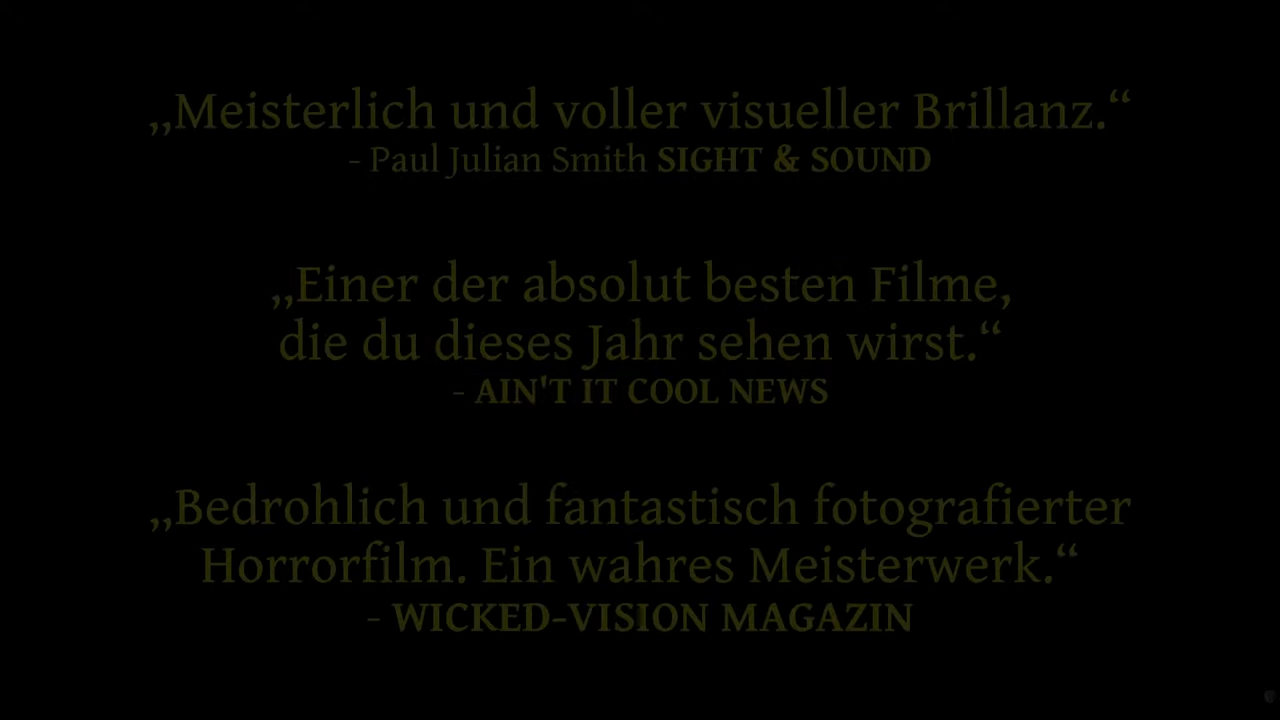 „Meisterlich und voller visueller Brillanz.“
- Paul Julian Smith SIGHT & SOUND
„Einer der absolut besten Filme,
die du dieses Jahr sehen wirst.“
- AIN'T IT COOL NEWS
„Bedrohlich und fantastisch fotografierter
Horrorfilm. Ein wahres Meisterwerk.“
- WICKED-VISION MAGAZIN